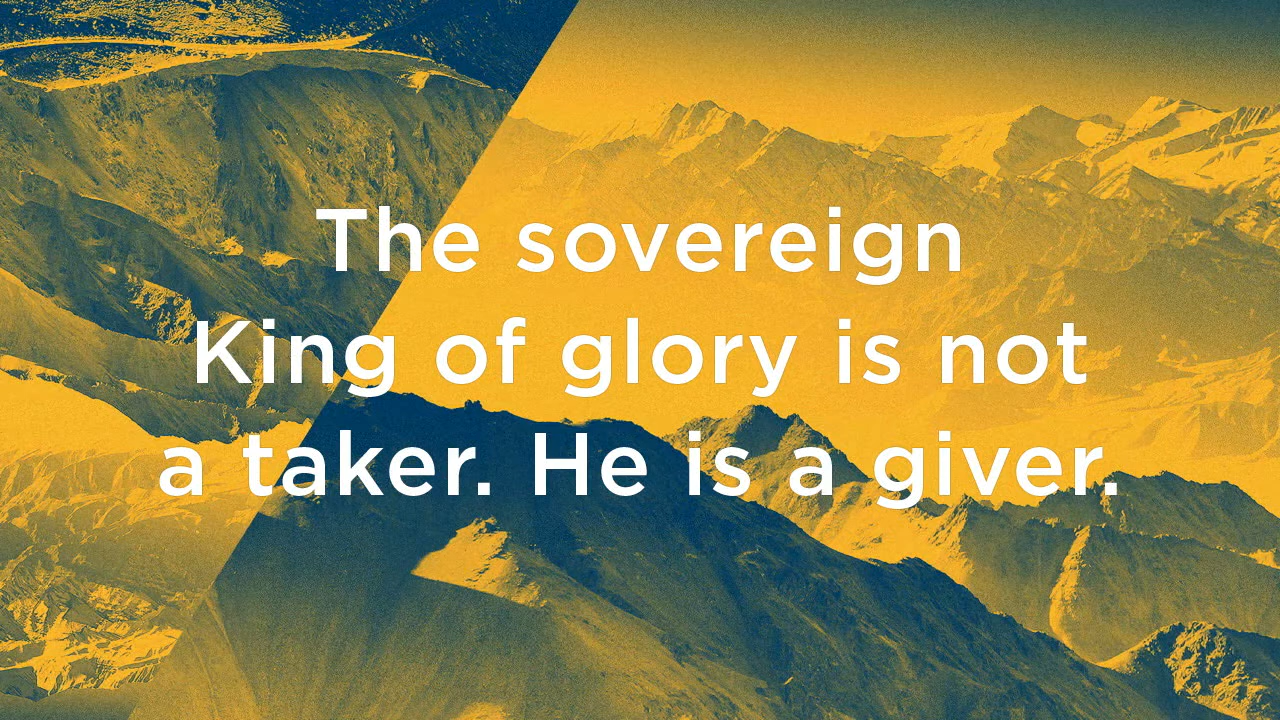 The sovereign
King of glory is not
a taker. He is a giver.